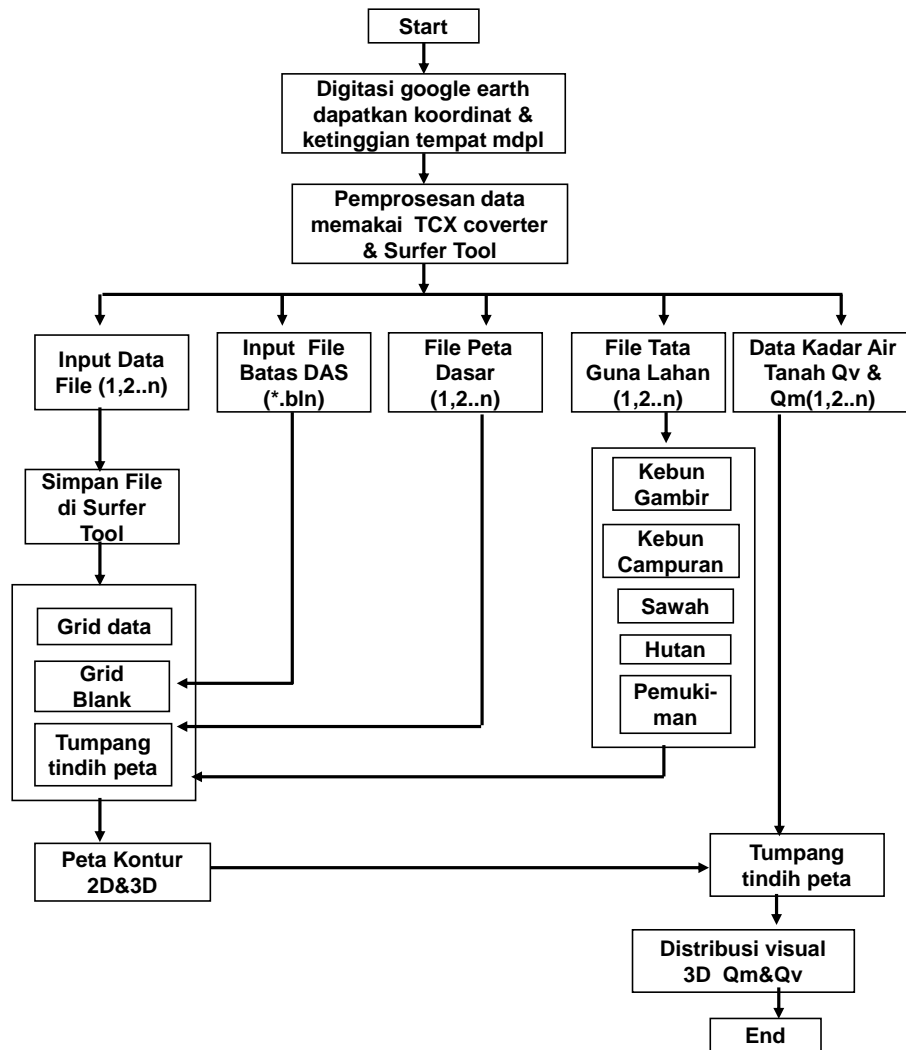 Start
Digitasi google earth
dapatkan koordinat &
ketinggian tempat mdpl
Pemprosesan data
memakai TCX coverter
& Surfer Tool
Input Data
File (1,2..n)
Input File
Batas DAS
(*.bln)
File Peta
Dasar
(1,2..n)
File Tata
Guna Lahan
(1,2..n)
Data Kadar Air
Tanah Qv &
Qm(1,2..n)
Simpan File
di Surfer
Tool
Kebun
Gambir
Kebun
Campuran
Sawah
Hutan
Pemuki-
man
Grid data
Grid
Blank
Tumpang
tindih peta
Peta Kontur
2D&3D
Tumpang
tindih peta
Distribusi visual
3D Qm&Qv
End